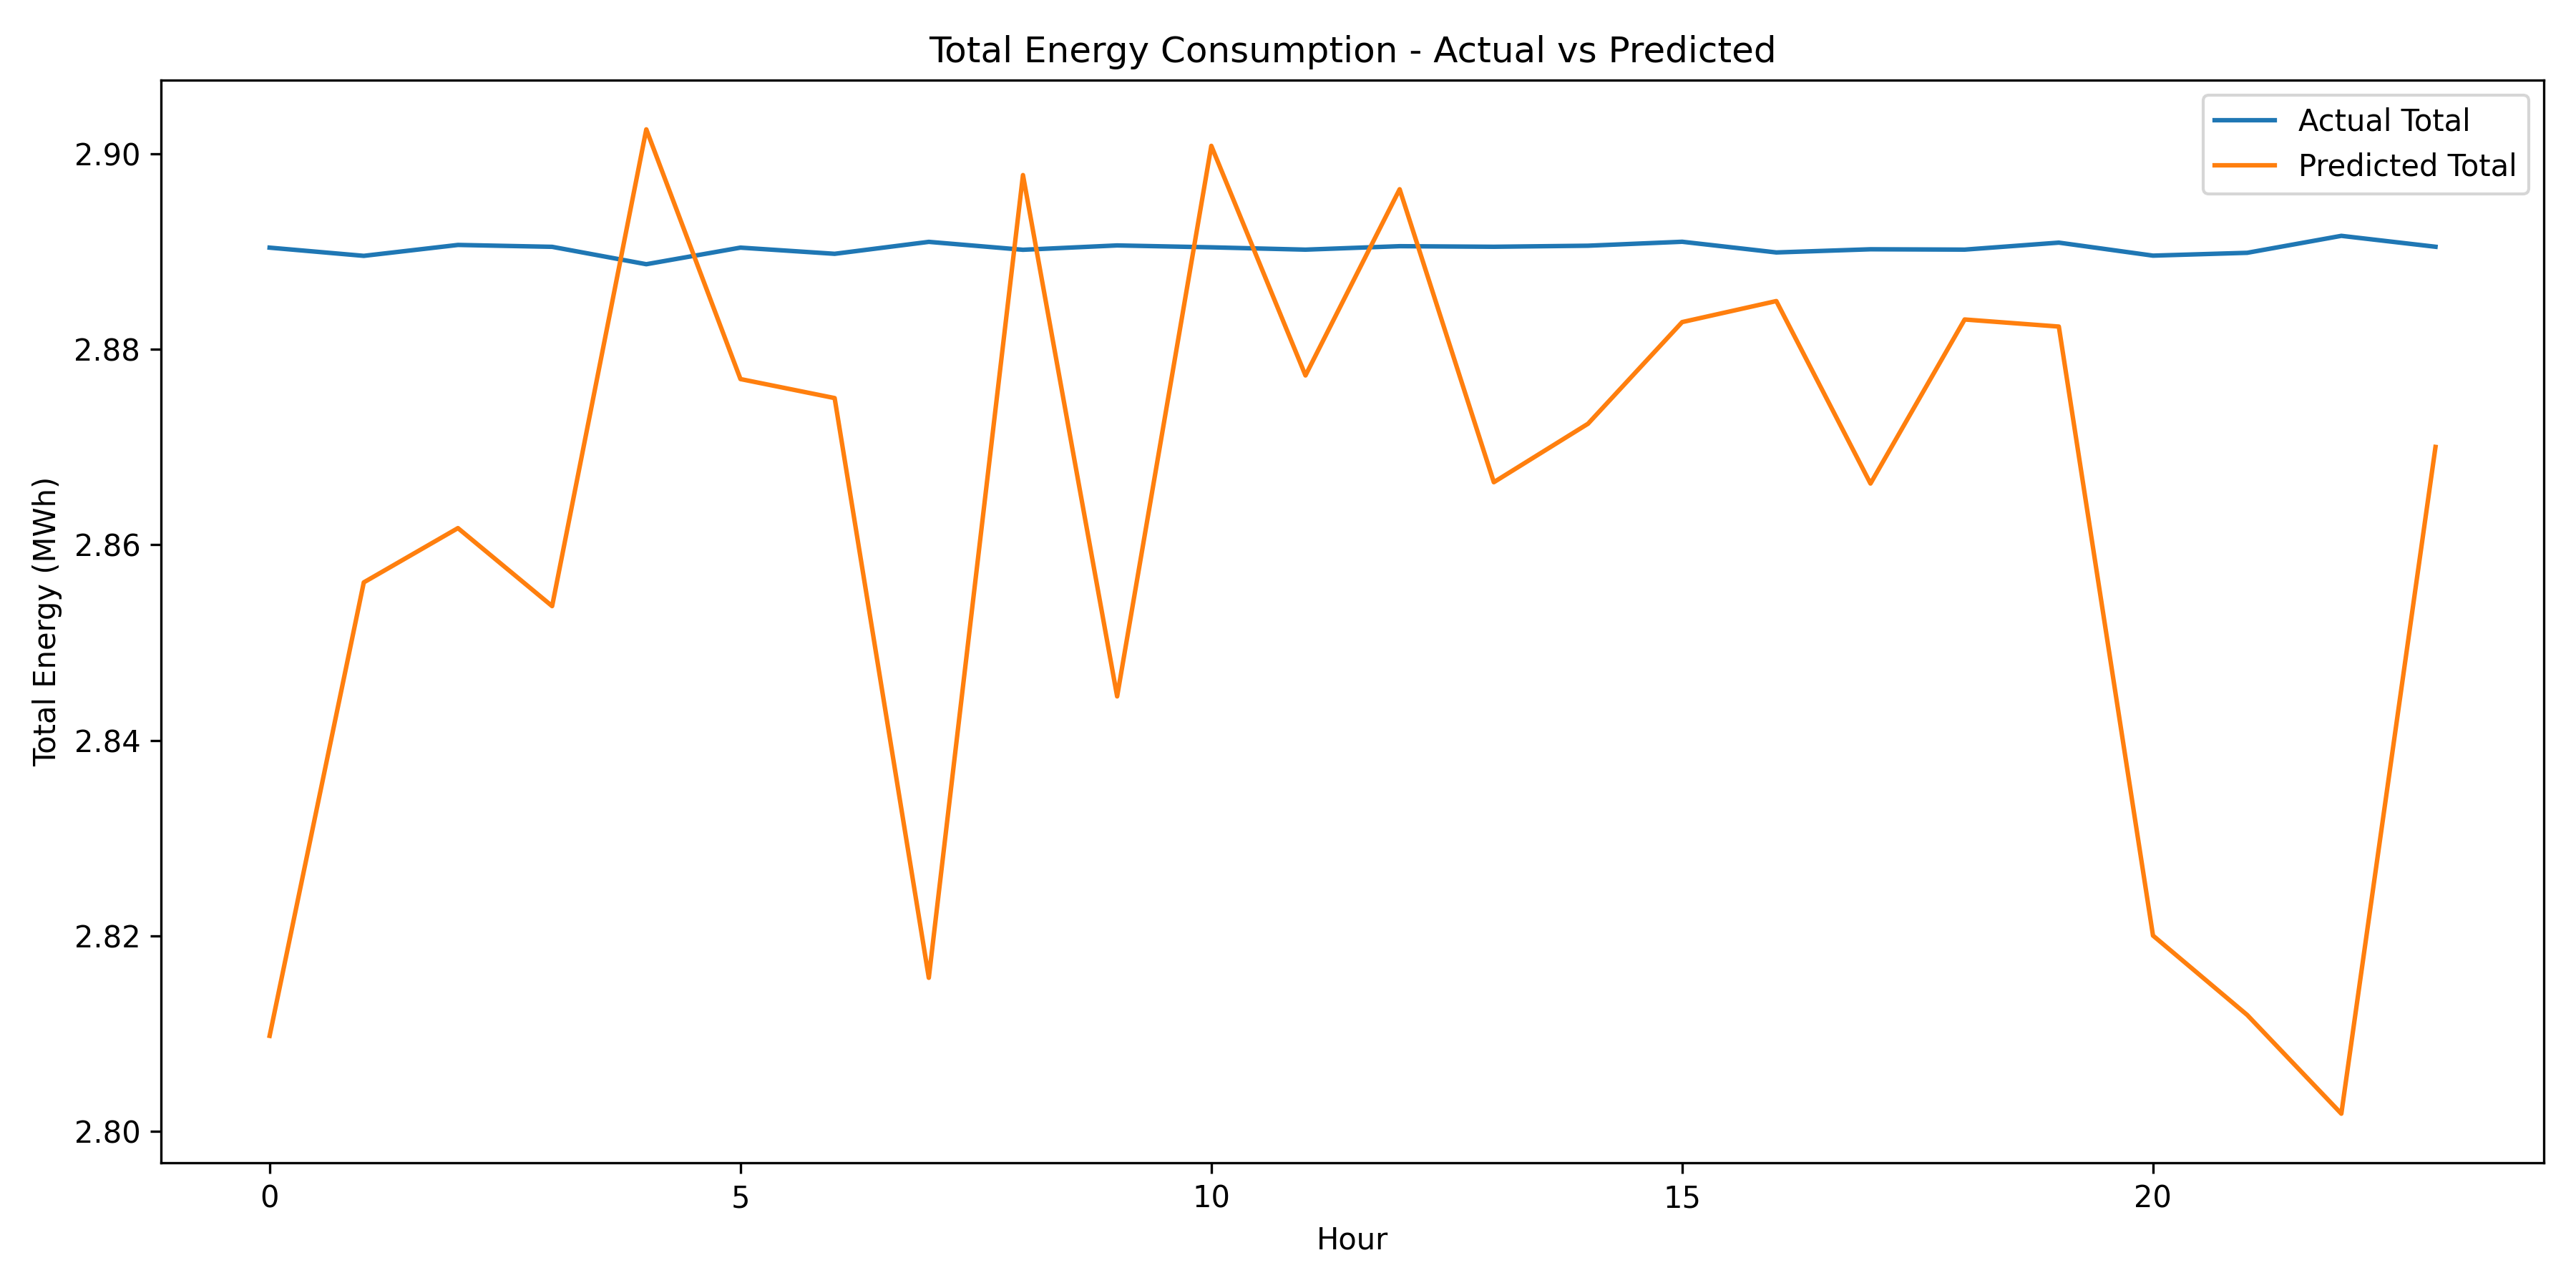 Total Energy Consumption - Actual vs Predicted
Actual Total
Predicted Total
Total Energy (MWh)
2.90
2.88
2.86
2.84
2.82
2.80
0 5 10 15 20
Hour